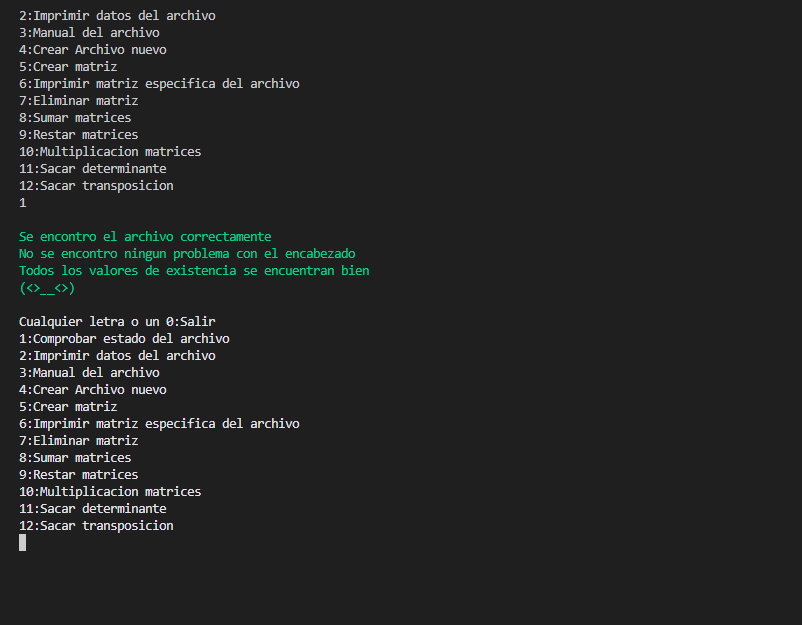 2:Imprimir datos del archivo
3:Manual del archivo
4:Crear Archivo nuevo
5:Crear matriz
6:Imprimir matriz especifica del archivo
7:Eliminar matriz
8:Sumar matrices
9:Restar matrices
10:Multiplicacion matrices
11:Sacar determinante
12:Sacar transposicion
1
Se encontro el archivo correctamente
No se encontro ningun problema con el encabezado
Todos los valores de existencia se encuentran bien
(<>__<>)
Cualquier letra o un 0:Salir
1:Comprobar estado del archivo
2:Imprimir datos del archivo
3:Manual del archivo
4:Crear Archivo nuevo
5:Crear matriz
6:Imprimir matriz especifica del archivo
7:Eliminar matriz
8:Sumar matrices
9:Restar matrices
10:Multiplicacion matrices
11:Sacar determinante
12:Sacar transposicion